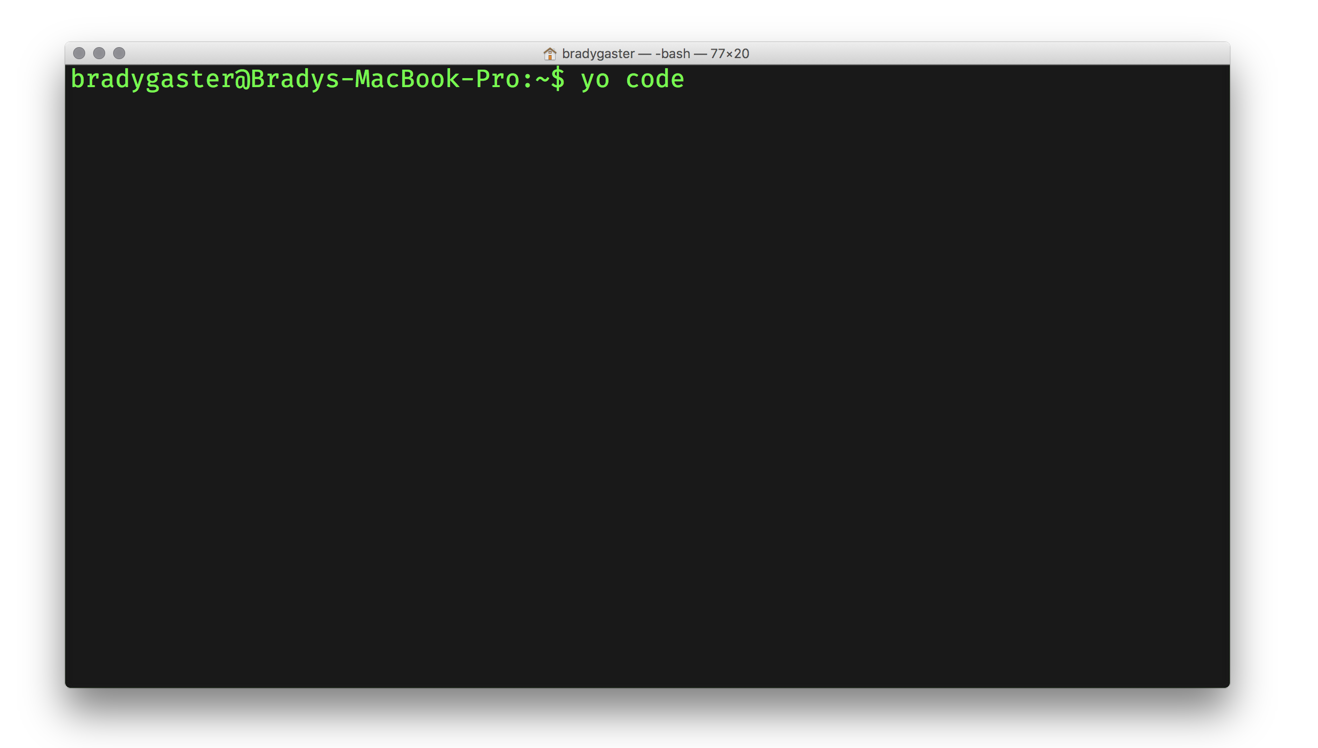 bradygaster — -bash — 77×20
bradygaster@Bradys-MacBook-Pro:~$ yo code